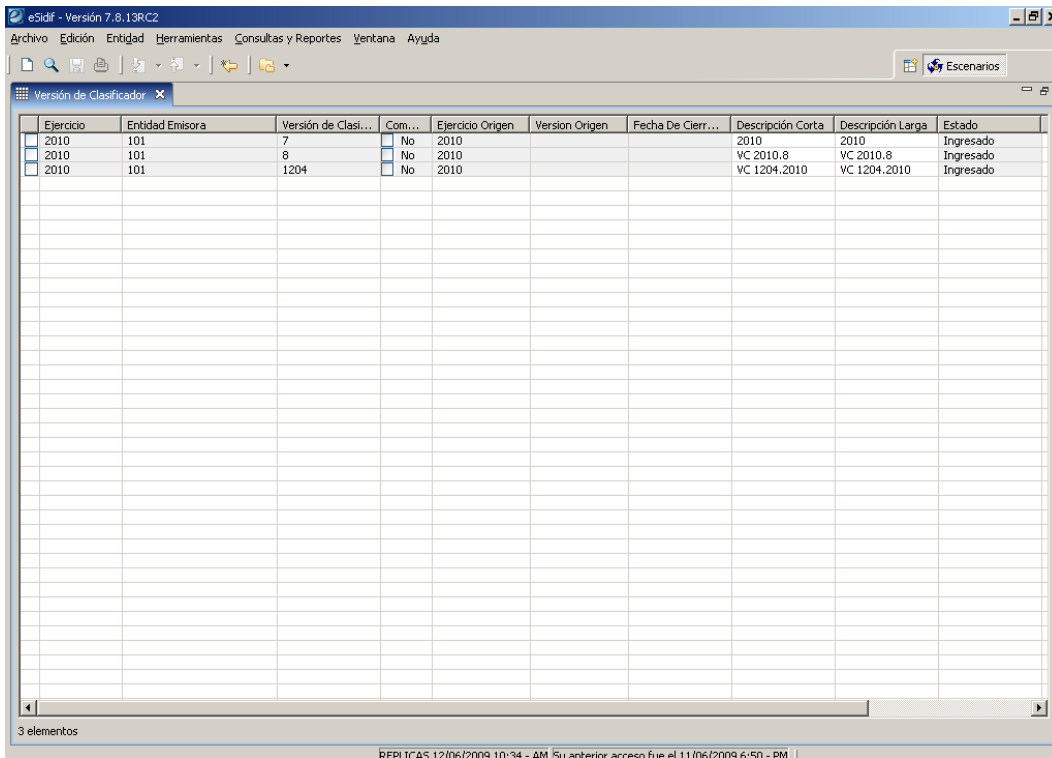 eSidif - Versión 7.8.13RC2
Archivo Edición Entidad Herramientas Consultas y Reportes Ventana Ayuda
Escenarios
Versión de Clasificador
Ejercicio Entidad Emisora Versión de Clasi... Com... Ejercicio Origen Version Origen Fecha De Cierr... Descripción Corta Descripción Larga Estado
2010 101 7 No 2010 2010 2010 Ingresado
2010 101 8 No 2010 VC 2010.8 VC 2010.8 Ingresado
2010 101 1204 No 2010 VC 1204.2010 VC 1204.2010 Ingresado
3 elementos
REPLICAS 12/06/2009 10:34 - AM Su anterior acceso fue el 11/06/2009 6:50 - PM